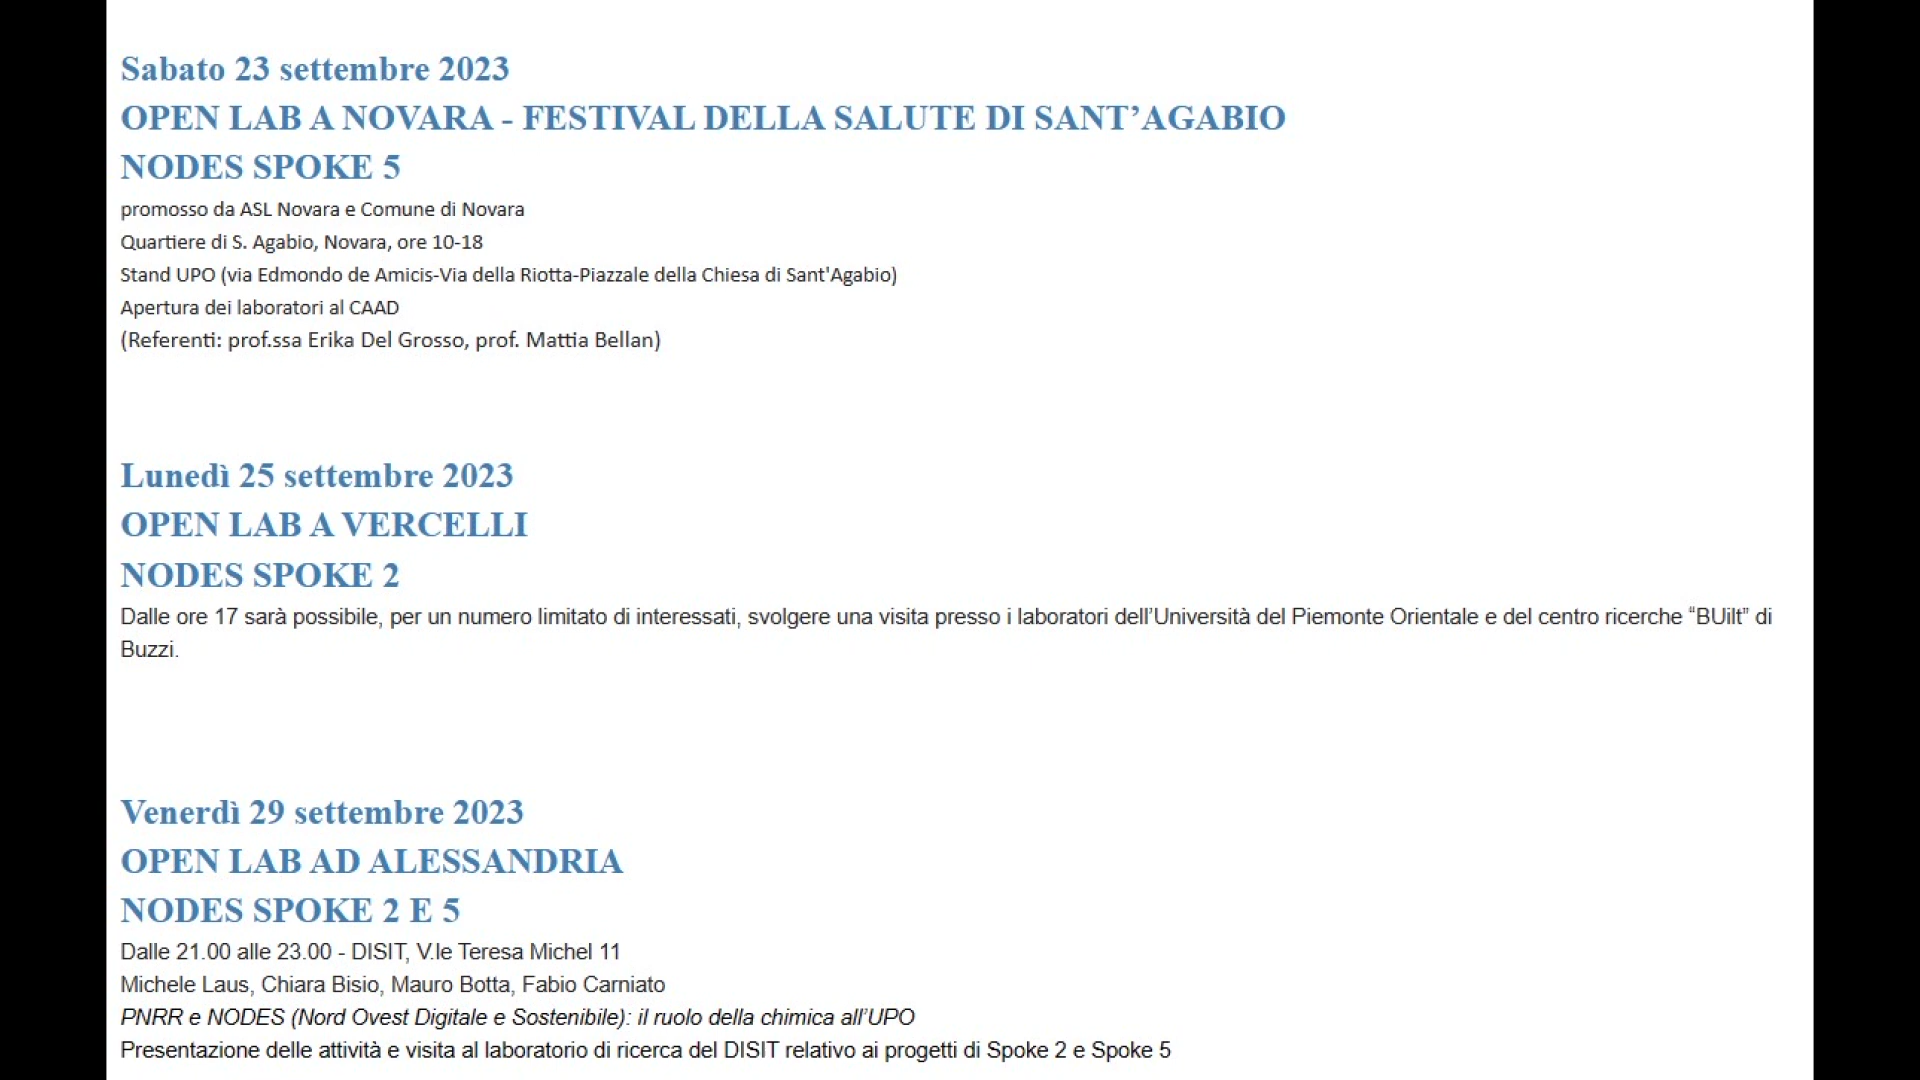 Sabato 23 settembre 2023
OPEN LAB A NOVARA - FESTIVAL DELLA SALUTE DI SANT’AGABIO
NODES SPOKE 5
promosso da ASL Novara e Comune di Novara
Quartiere di S. Agabio, Novara, ore 10-18
Stand UPO (via Edmondo de Amicis-Via della Riotta-Piazzale della Chiesa di Sant'Agabio)
Apertura dei laboratori al CAAD
(Referenti: prof.ssa Erika Del Grosso, prof. Mattia Bellan)
Lunedì 25 settembre 2023
OPEN LAB A VERCELLI
NODES SPOKE 2
Dalle ore 17 sarà possibile, per un numero limitato di interessati, svolgere una visita presso i laboratori dell’Università del Piemonte Orientale e del centro ricerche “BUilt” di
Buzzi.
Venerdì 29 settembre 2023
OPEN LAB AD ALESSANDRIA
NODES SPOKE 2 E 5
Dalle 21.00 alle 23.00 - DISIT, V.le Teresa Michel 11
Michele Laus, Chiara Bisio, Mauro Botta, Fabio Carniato
PNRR e NODES (Nord Ovest Digitale e Sostenibile): il ruolo della chimica all’UPO
Presentazione delle attività e visita al laboratorio di ricerca del DISIT relativo ai progetti di Spoke 2 e Spoke 5